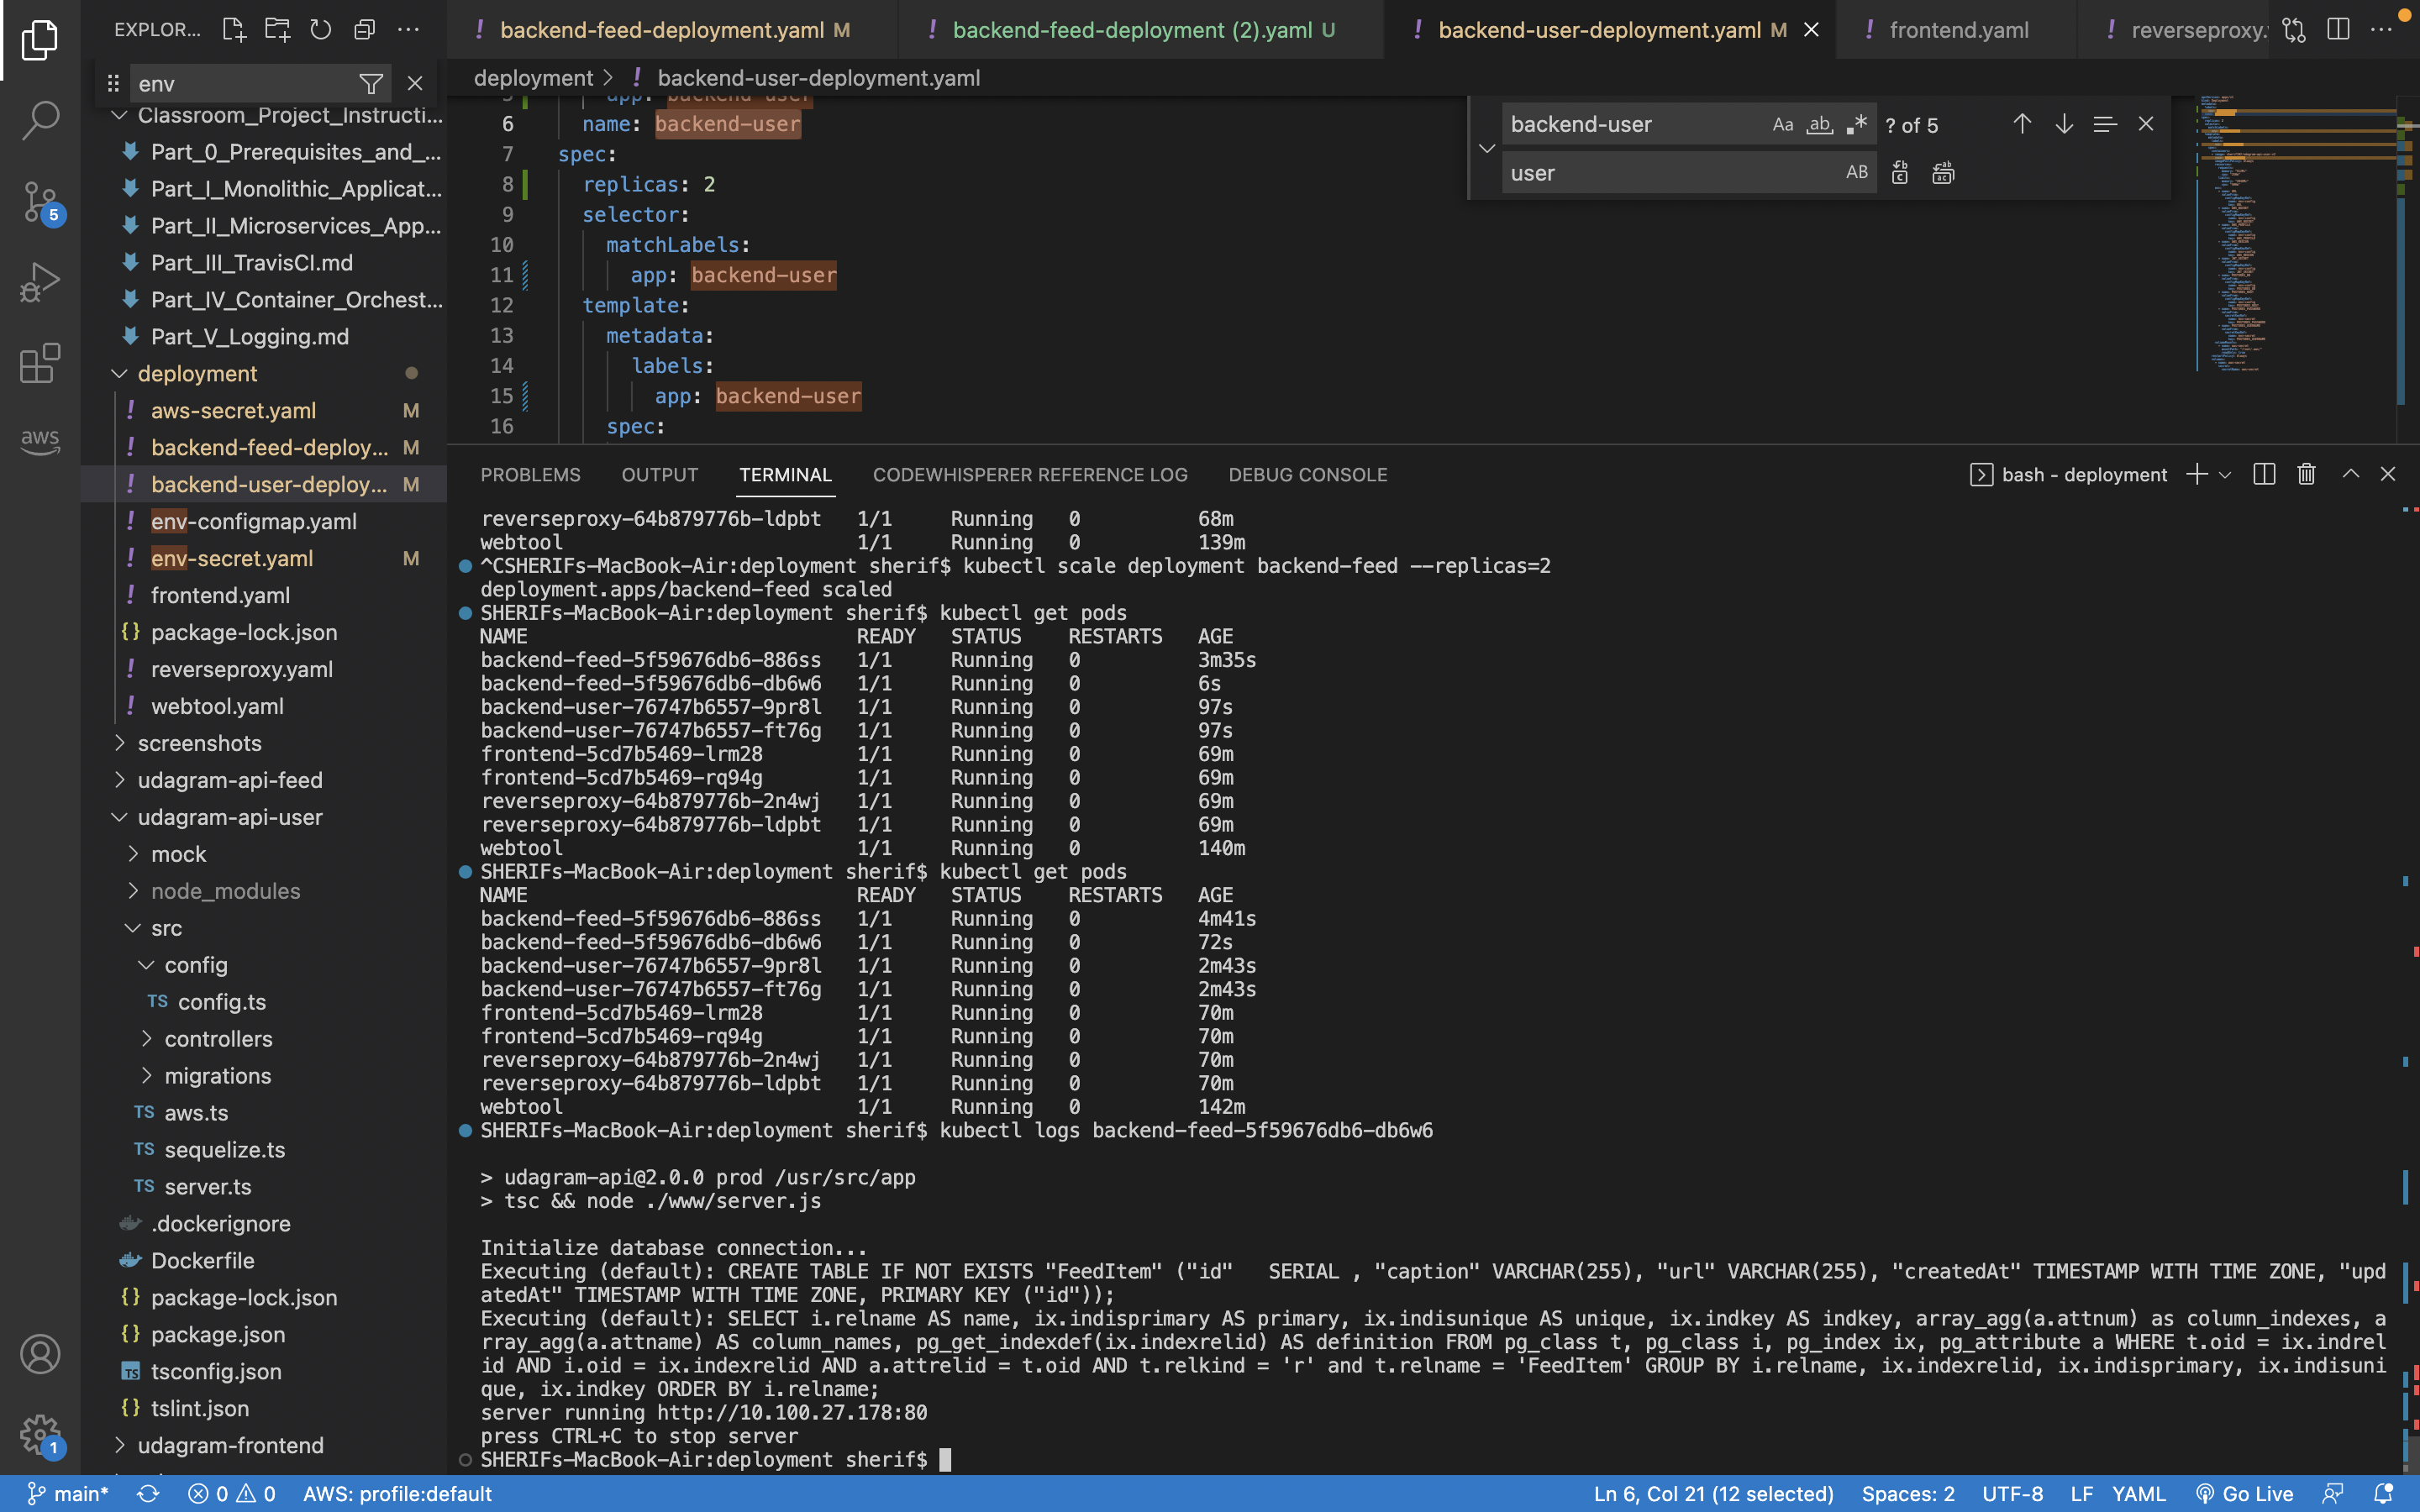 EXPLOR...
env
Classroom_Project_Instructi...
Part_0_Prerequisites_and_...
Part_I_Monolithic_Applicat...
Part_II_Microservices_App...
Part_III_TravisCI.md
Part_IV_Container_Orchest...
Part_V_Logging.md
deployment
aws-secret.yaml M
backend-feed-deploy... M
backend-user-deploy... M
env-configmap.yaml
env-secret.yaml M
frontend.yaml
package-lock.json
reverseproxy.yaml
webtool.yaml
screenshots
udagram-api-feed
udagram-api-user
mock
node_modules
src
config
TS config.ts
controllers
migrations
TS aws.ts
TS sequelize.ts
TS server.ts
.dockerignore
Dockerfile
package-lock.json
package.json
tsconfig.json
tslint.json
udagram-frontend
5
aws
1
backend-feed-deployment.yaml M
backend-feed-deployment (2).yaml U
backend-user-deployment.yaml M
frontend.yaml
reverseproxy.
deployment > ! backend-user-deployment.yaml
5 app: backend-user
6 name: backend-user
7 spec:
8 replicas: 2
9 selector:
10 matchLabels:
11 app: backend-user
12 template:
13 metadata:
14 labels:
15 app: backend-user
16 spec:
backend-user Aa ab .* ? of 5
user AB
PROBLEMS OUTPUT TERMINAL CODEWHISPERER REFERENCE LOG DEBUG CONSOLE
bash - deployment
reverseproxy-64b879776b-ldpbt 1/1 Running 0 68m
webtool 1/1 Running 0 139m
^CSHERIFs-MacBook-Air:deployment sherif$ kubectl scale deployment backend-feed --replicas=2
deployment.apps/backend-feed scaled
SHERIFs-MacBook-Air:deployment sherif$ kubectl get pods
NAME READY STATUS RESTARTS AGE
backend-feed-5f59676db6-886ss 1/1 Running 0 3m35s
backend-feed-5f59676db6-db6w6 1/1 Running 0 6s
backend-user-76747b6557-9pr8l 1/1 Running 0 97s
backend-user-76747b6557-ft76g 1/1 Running 0 97s
frontend-5cd7b5469-lrm28 1/1 Running 0 69m
frontend-5cd7b5469-rq94g 1/1 Running 0 69m
reverseproxy-64b879776b-2n4wj 1/1 Running 0 69m
reverseproxy-64b879776b-ldpbt 1/1 Running 0 69m
webtool 1/1 Running 0 140m
SHERIFs-MacBook-Air:deployment sherif$ kubectl get pods
NAME READY STATUS RESTARTS AGE
backend-feed-5f59676db6-886ss 1/1 Running 0 4m41s
backend-feed-5f59676db6-db6w6 1/1 Running 0 72s
backend-user-76747b6557-9pr8l 1/1 Running 0 2m43s
backend-user-76747b6557-ft76g 1/1 Running 0 2m43s
frontend-5cd7b5469-lrm28 1/1 Running 0 70m
frontend-5cd7b5469-rq94g 1/1 Running 0 70m
reverseproxy-64b879776b-2n4wj 1/1 Running 0 70m
reverseproxy-64b879776b-ldpbt 1/1 Running 0 70m
webtool 1/1 Running 0 142m
SHERIFs-MacBook-Air:deployment sherif$ kubectl logs backend-feed-5f59676db6-db6w6
> udagram-api@2.0.0 prod /usr/src/app
> tsc && node ./www/server.js
Initialize database connection...
Executing (default): CREATE TABLE IF NOT EXISTS "FeedItem" ("id" SERIAL , "caption" VARCHAR(255), "url" VARCHAR(255), "createdAt" TIMESTAMP WITH TIME ZONE, "upd
atedAt" TIMESTAMP WITH TIME ZONE, PRIMARY KEY ("id"));
Executing (default): SELECT i.relname AS name, ix.indisprimary AS primary, ix.indisunique AS unique, ix.indkey AS indkey, array_agg(a.attnum) as column_indexes, a
rray_agg(a.attname) AS column_names, pg_get_indexdef(ix.indexrelid) AS definition FROM pg_class t, pg_class i, pg_index ix, pg_attribute a WHERE t.oid = ix.indrel
id AND i.oid = ix.indexrelid AND a.attrelid = t.oid AND t.relkind = 'r' and t.relname = 'FeedItem' GROUP BY i.relname, ix.indexrelid, ix.indisprimary, ix.indisuni
que, ix.indkey ORDER BY i.relname;
server running http://10.100.27.178:80
press CTRL+C to stop server
SHERIFs-MacBook-Air:deployment sherif$
main* 0 0 AWS: profile:default Ln 6, Col 21 (12 selected) Spaces: 2 UTF-8 LF YAML Go Live